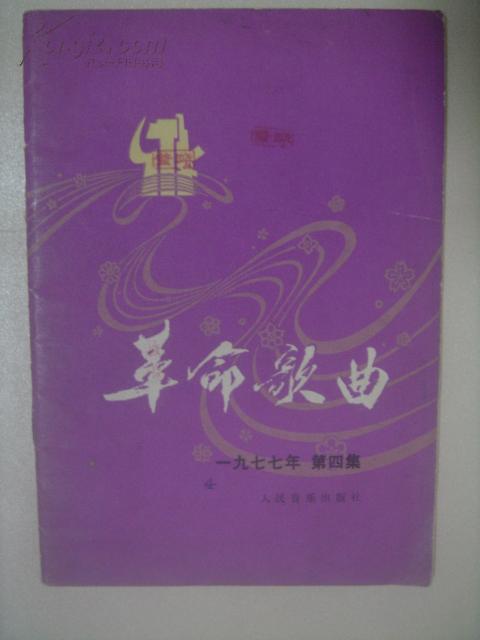 革命歌曲
一九七七年 第四集
人民音乐出版社